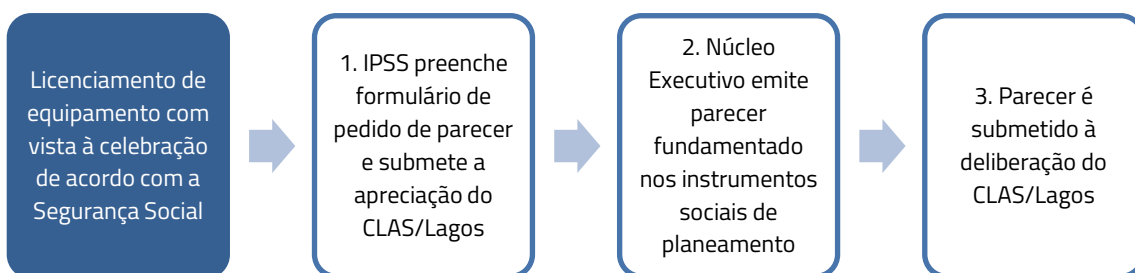 Licenciamento de
equipamento com
vista à celebração
de acordo com a
Segurança Social
1. IPSS preenche
formulário de
pedido de parecer
e submete a
apreciação do
CLAS/Lagos
2. Núcleo
Executivo emite
parecer
fundamentado
nos instrumentos
sociais de
planeamento
3. Parecer é
submetido à
deliberação do
CLAS/Lagos